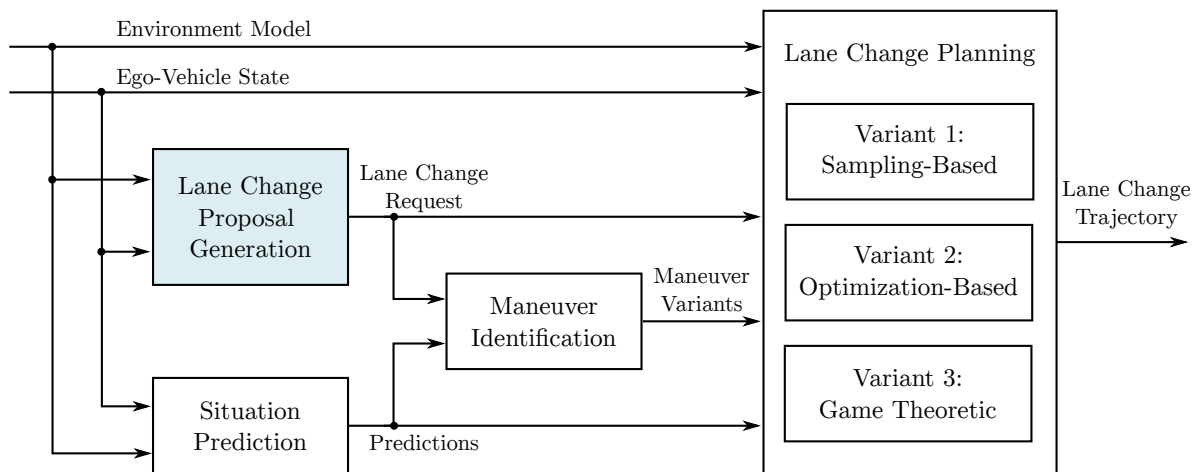 Environment Model
Ego-Vehicle State
Lane Change Planning
Variant 1:
Sampling-Based
Lane Change
Proposal
Generation
Lane Change
Request
Lane Change
Trajectory
Variant 2:
Optimization-Based
Maneuver
Identification
Maneuver
Variants
Variant 3:
Game Theoretic
Situation
Prediction
Predictions